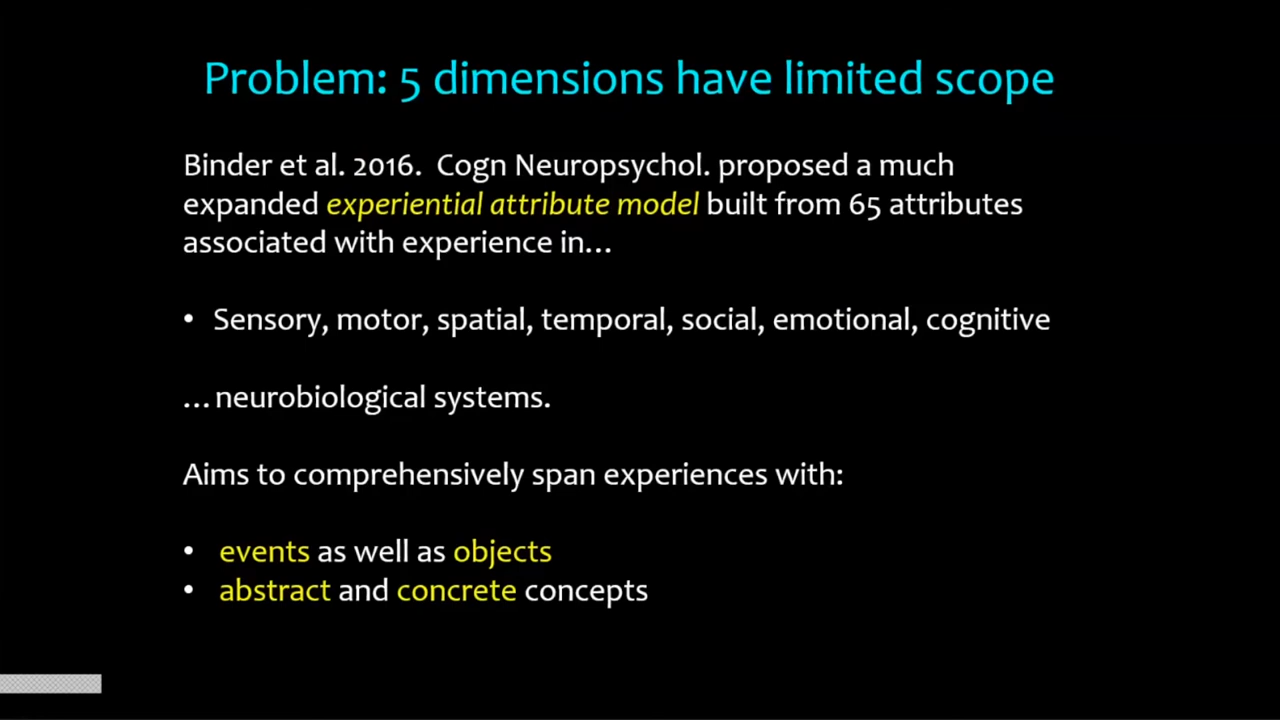 Problem: 5 dimensions have limited scope
Binder et al. 2016. Cogn Neuropsychol. proposed a much
expanded experiential attribute model built from 65 attributes
associated with experience in...
• Sensory, motor, spatial, temporal, social, emotional, cognitive
...neurobiological systems.
Aims to comprehensively span experiences with:
• events as well as objects
• abstract and concrete concepts